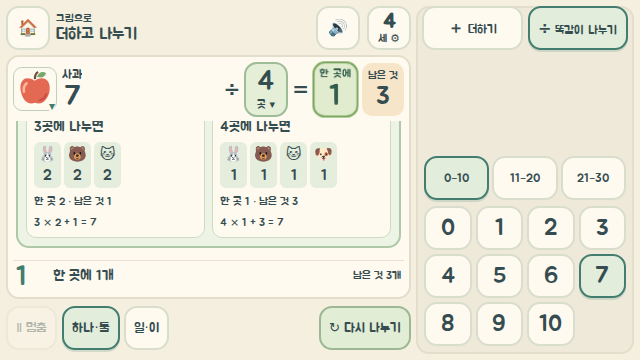 그림으로
더하고 나누기
4
세
+ 더하기
÷ 똑같이 나누기
사과
7
÷
4
곳 ▼
=
한 곳에
1
남은 것
3
3곳에 나누면
2 2 2
한 곳 2 · 남은 것 1
3 × 2 + 1 = 7
4곳에 나누면
1 1 1 1
한 곳 1 · 남은 것 3
4 × 1 + 3 = 7
1 한 곳에 1개
남은 것 3개
멈춤
하나·둘
일·이
↻ 다시 나누기
0-10
11-20
21-30
0 1 2 3
4 5 6 7
8 9 10